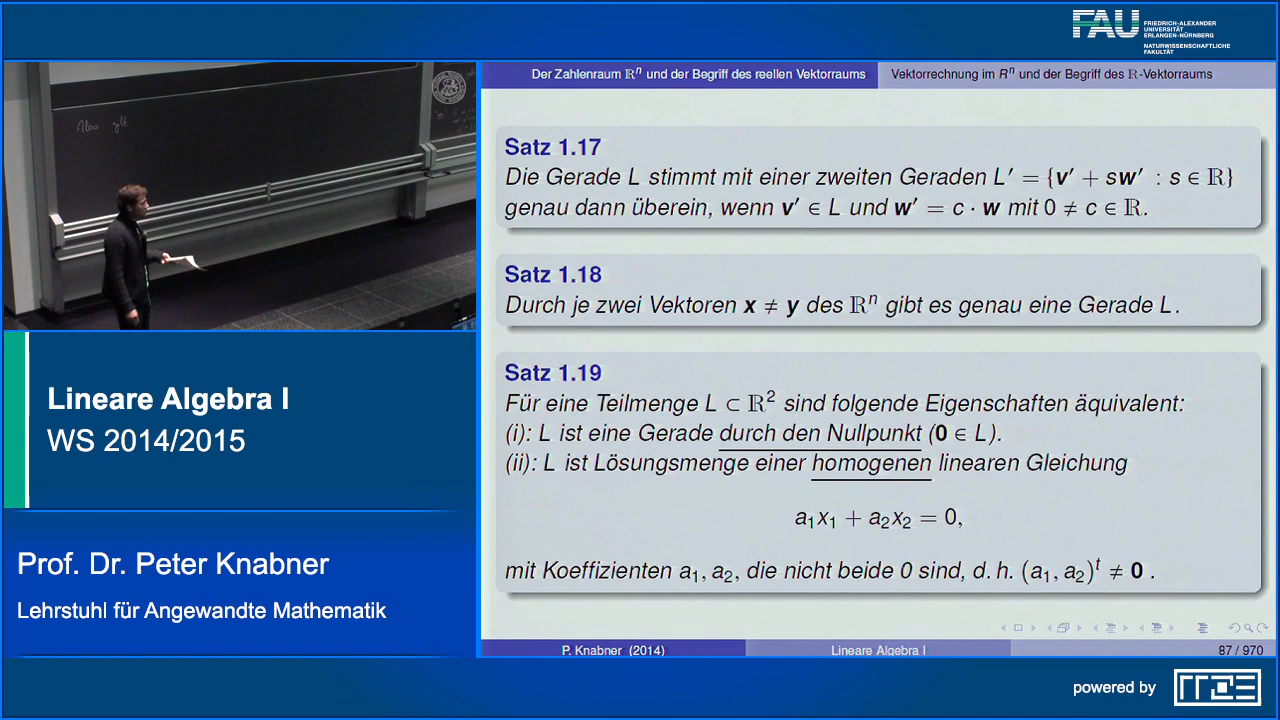 FAU
FRIEDRICH-ALEXANDER
UNIVERSITÄT
ERLANGEN-NÜRNBERG
NATURWISSENSCHAFTLICHE
FAKULTÄT
Der Zahlenraum ℝⁿ und der Begriff des reellen Vektorraums
Vektorrechnung im Rⁿ und der Begriff des ℝ-Vektorraums
Also gilt
Satz 1.17
Die Gerade L stimmt mit einer zweiten Geraden L′ = {v′ + sw′ : s ∈ ℝ}
genau dann überein, wenn v′ ∈ L und w′ = c · w mit 0 ≠ c ∈ ℝ.
Satz 1.18
Durch je zwei Vektoren x ≠ y des ℝⁿ gibt es genau eine Gerade L.
Satz 1.19
Für eine Teilmenge L ⊂ ℝ² sind folgende Eigenschaften äquivalent:
(i): L ist eine Gerade durch den Nullpunkt (0 ∈ L).
(ii): L ist Lösungsmenge einer homogenen linearen Gleichung
a₁x₁ + a₂x₂ = 0,
mit Koeffizienten a₁, a₂, die nicht beide 0 sind, d. h. (a₁, a₂)ᵗ ≠ 0 .
P. Knabner (2014)
Lineare Algebra I
87 / 970
Lineare Algebra I
WS 2014/2015
Prof. Dr. Peter Knabner
Lehrstuhl für Angewandte Mathematik
powered by
RRZE